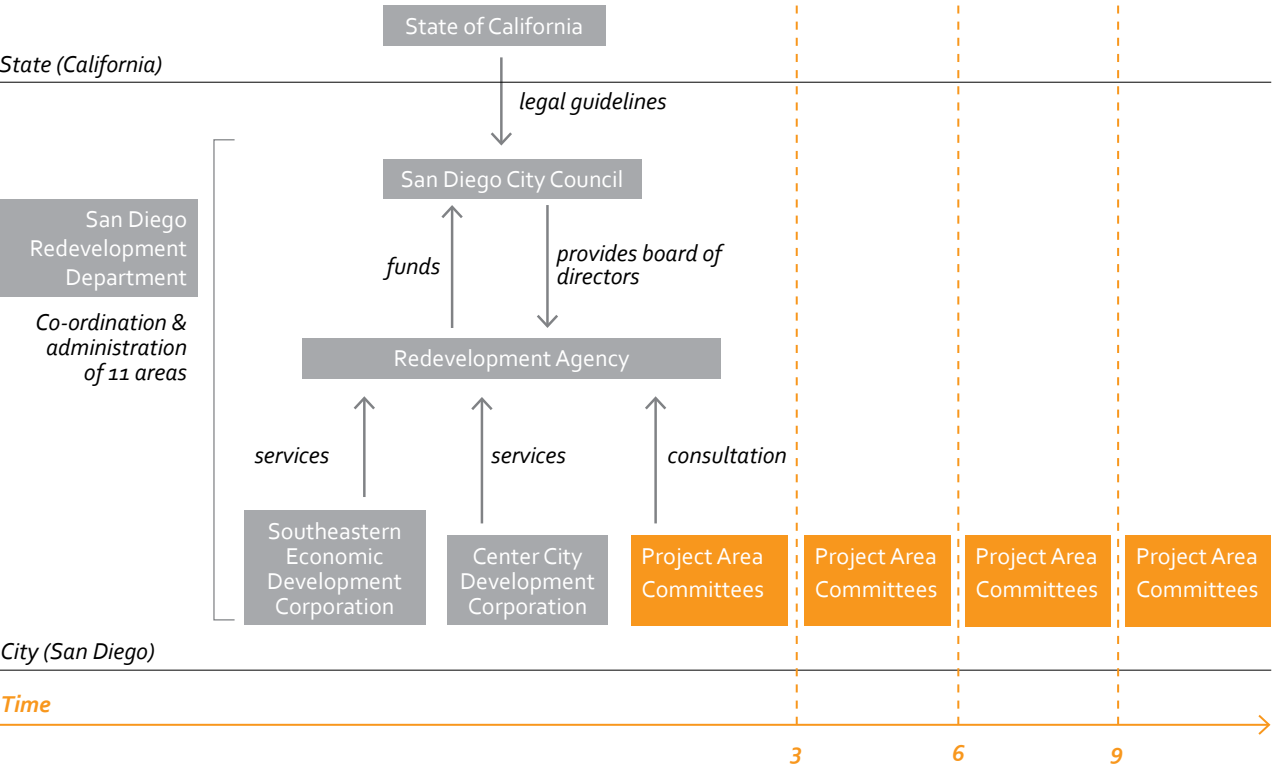 State of California
State (California)
legal guidelines
San Diego City Council
San Diego
Redevelopment
Department
funds
provides board of
directors
Co-ordination &
administration
of 11 areas
Redevelopment Agency
services
services
consultation
Southeastern
Economic
Development
Corporation
Center City
Development
Corporation
Project Area
Committees
Project Area
Committees
Project Area
Committees
Project Area
Committees
City (San Diego)
Time
3
6
9